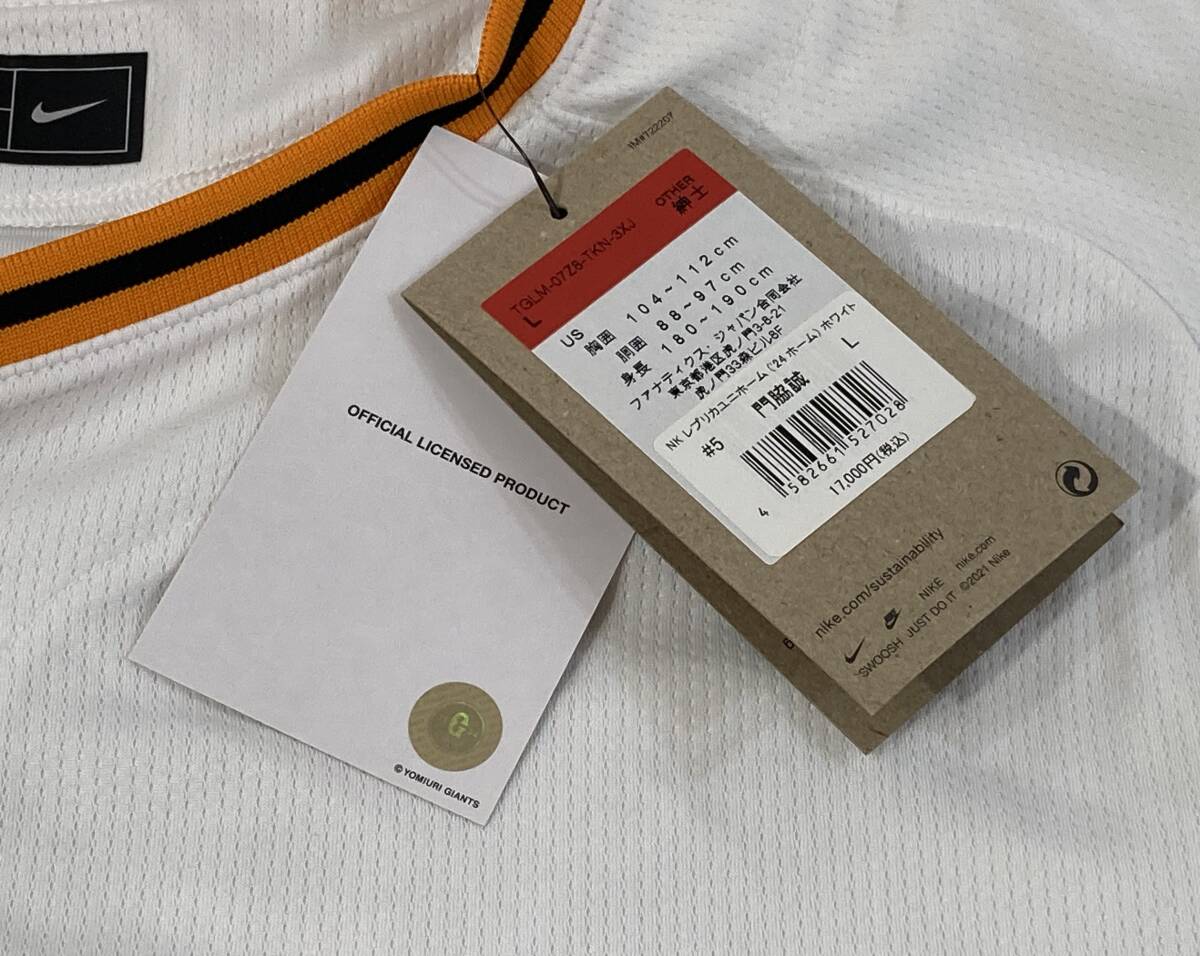 OFFICIAL LICENSED PRODUCT
G
© YOMIURI GIANTS
IM#722207
TGLM-07Z6-TKN-3XJ
OTHER
L
紳士
US
胸囲 104~112cm
胴囲 88~97cm
身長 180~190cm
ファナティクス・ジャパン合同会社
東京都港区虎ノ門3-8-21
虎ノ門33森ビル8F
NK レプリカユニホーム ('24 ホーム) ホワイト
#5 門脇誠 L
4 582661 527028
17,000円(税込)
nike.com/sustainability
NIKE nike.com
SWOOSH JUST DO IT ©2021 Nike